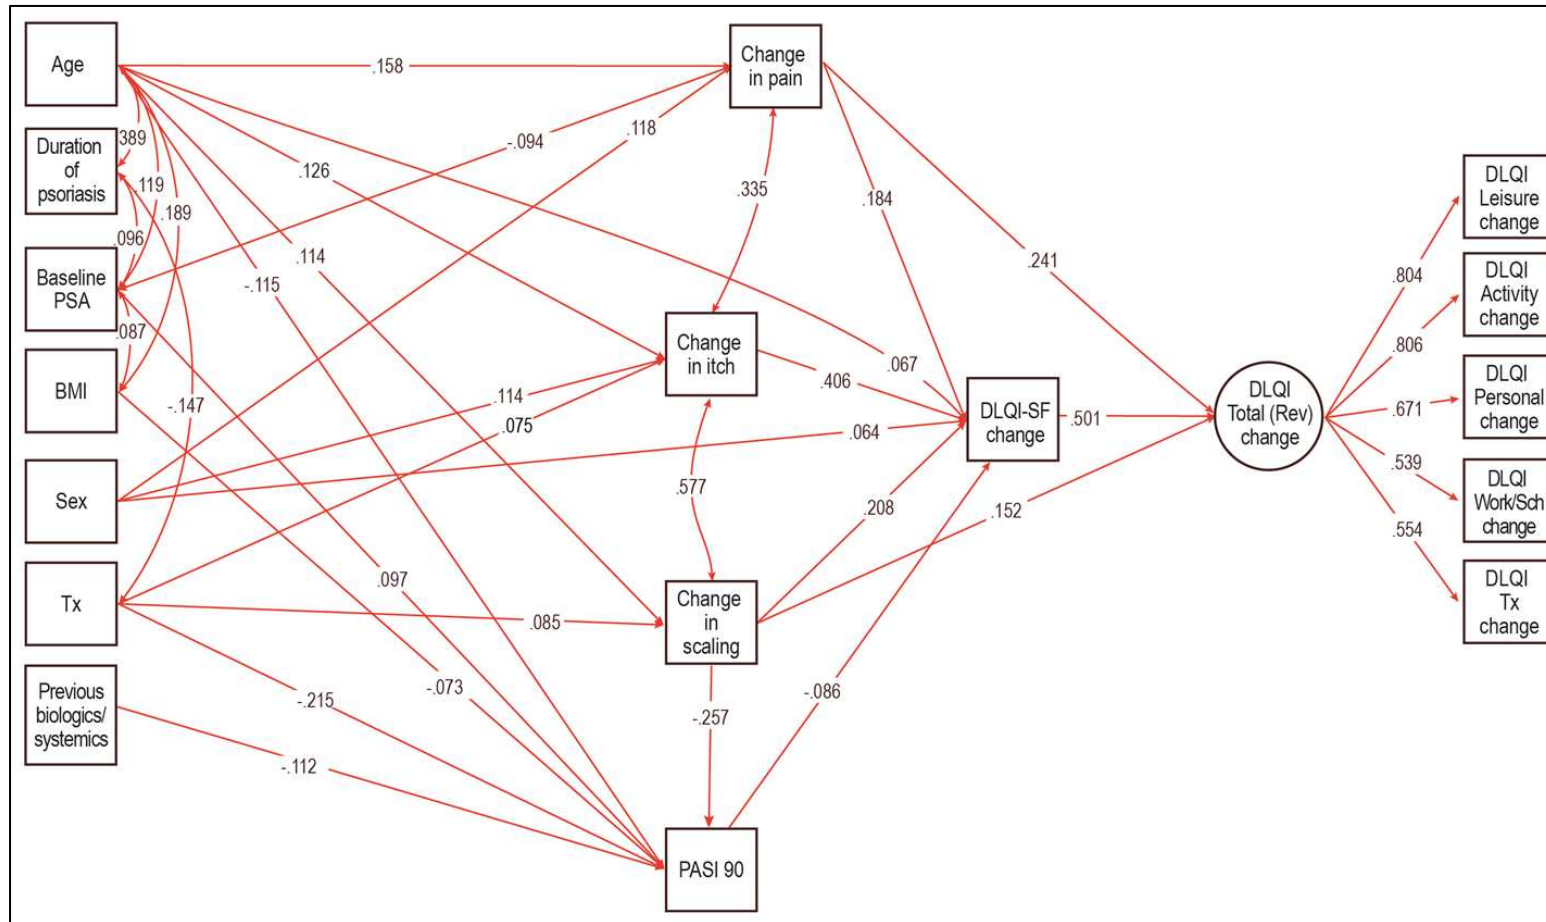 Age
Duration
of
psoriasis
Baseline
PSA
BMI
Sex
Tx
Previous
biologics/
systemics
389
.119
.189
.096
.087
-.147
.158
-.094
.118
.126
.114
-.115
.114
.075
.097
.085
-.073
-.215
-.112
Change
in pain
.335
Change
in itch
.577
Change
in
scaling
-.257
PASI 90
.184
.067
.406
.064
.208
-.086
DLQI-SF
change
.241
.501
.152
DLQI
Total (Rev)
change
.804
.806
.671
.539
.554
DLQI
Leisure
change
DLQI
Activity
change
DLQI
Personal
change
DLQI
Work/Sch
change
DLQI
Tx
change